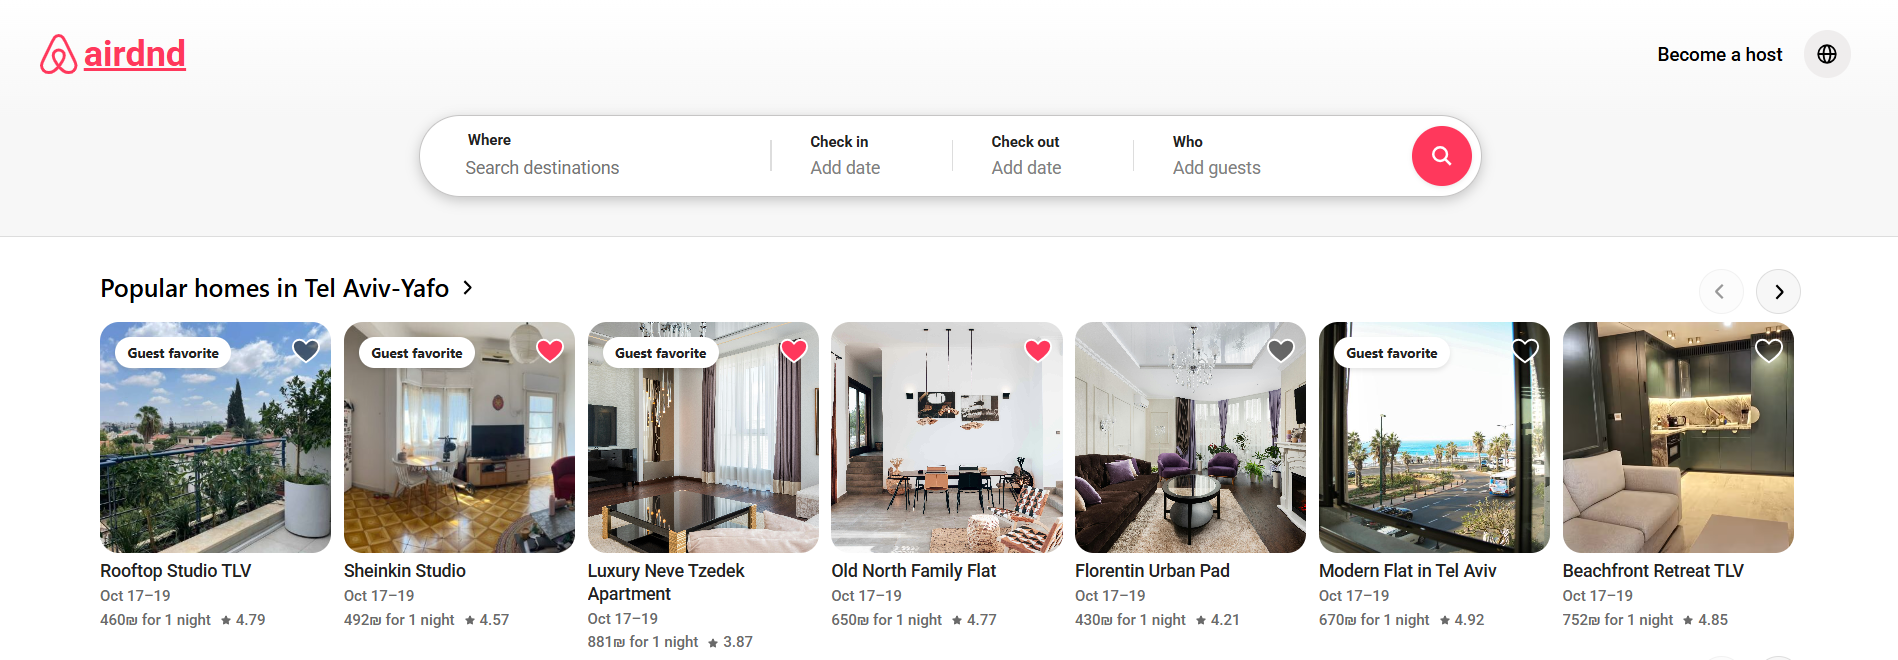 airdnd
Become a host
Where
Search destinations
Check in
Add date
Check out
Add date
Who
Add guests
Popular homes in Tel Aviv-Yafo
Guest favorite
Guest favorite
Guest favorite
Guest favorite
Rooftop Studio TLV
Oct 17–19
460₪ for 1 night ★ 4.79
Sheinkin Studio
Oct 17–19
492₪ for 1 night ★ 4.57
Luxury Neve Tzedek
Apartment
Oct 17–19
881₪ for 1 night ★ 3.87
Old North Family Flat
Oct 17–19
650₪ for 1 night ★ 4.77
Florentin Urban Pad
Oct 17–19
430₪ for 1 night ★ 4.21
Modern Flat in Tel Aviv
Oct 17–19
670₪ for 1 night ★ 4.92
Beachfront Retreat TLV
Oct 17–19
752₪ for 1 night ★ 4.85